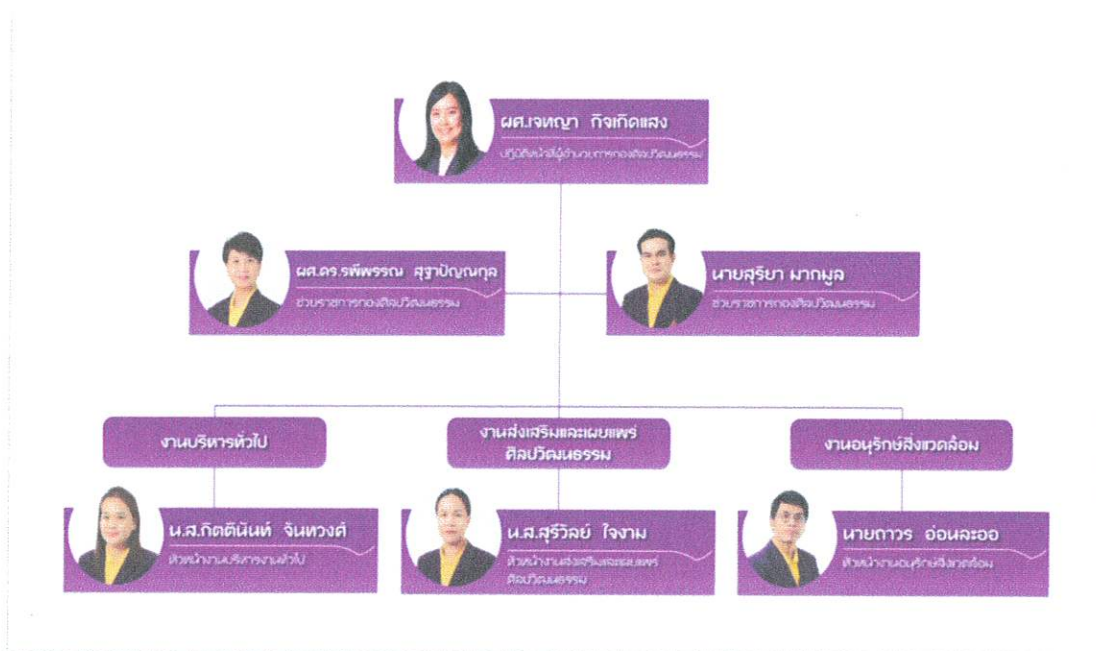 ผศ.เจทญา กิจเกิดแสง
ปฏิบัติหน้าที่ผู้อำนวยการกองศิลปวัฒนธรรม
ผศ.ดร.รพีพรรณ สุฐาปัญณกุล
ช่วยราชการกองศิลปวัฒนธรรม
นายสุริยา มากมูล
ช่วยราชการกองศิลปวัฒนธรรม
งานบริหารทั่วไป
งานส่งเสริมและเผยแพร่
ศิลปวัฒนธรรม
งานอนุรักษ์สิ่งแวดล้อม
น.ส.กิตตินันท์ จันทวงศ์
หัวหน้างานบริหารงานทั่วไป
น.ส.สุรีวัลย์ ใจงาม
หัวหน้างานส่งเสริมและเผยแพร่
ศิลปวัฒนธรรม
นายถาวร อ่อนละออ
หัวหน้างานอนุรักษ์สิ่งแวดล้อม